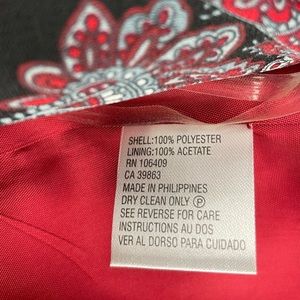 SHELL:100% POLYESTER
LINING:100% ACETATE
RN 106409
CA 39863
MADE IN PHILIPPINES
DRY CLEAN ONLY Ⓟ
SEE REVERSE FOR CARE
INSTRUCTIONS AU DOS
VER AL DORSO PARA CUIDADO